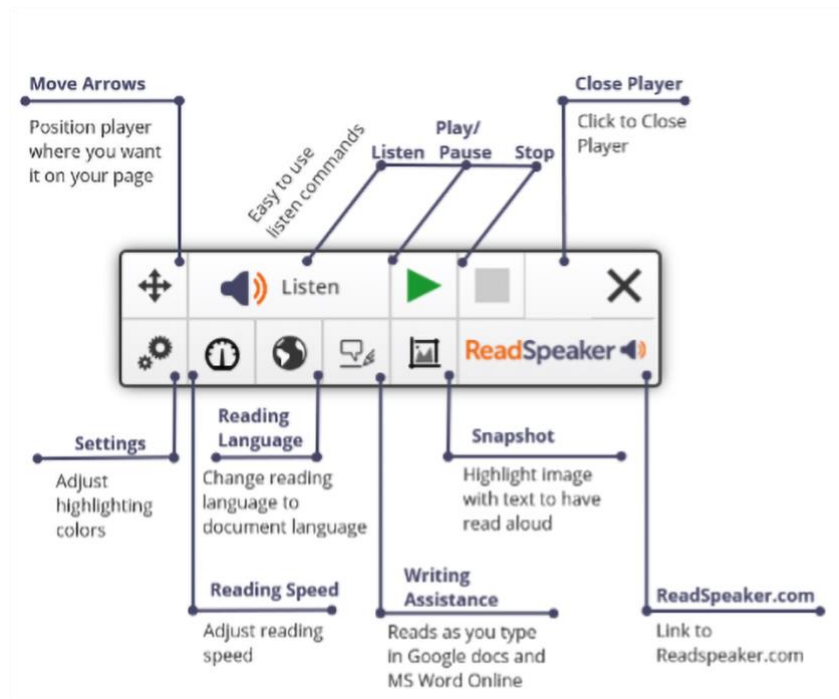 Move Arrows
Position player
where you want
it on your page
Easy to use
listen commands
Listen
Play/
Pause
Stop
Close Player
Click to Close
Player
Listen
ReadSpeaker
Settings
Adjust
highlighting
colors
Reading
Language
Change reading
language to
document language
Snapshot
Highlight image
with text to have
read aloud
Reading Speed
Adjust reading
speed
Writing
Assistance
Reads as you type
in Google docs and
MS Word Online
ReadSpeaker.com
Link to
Readspeaker.com